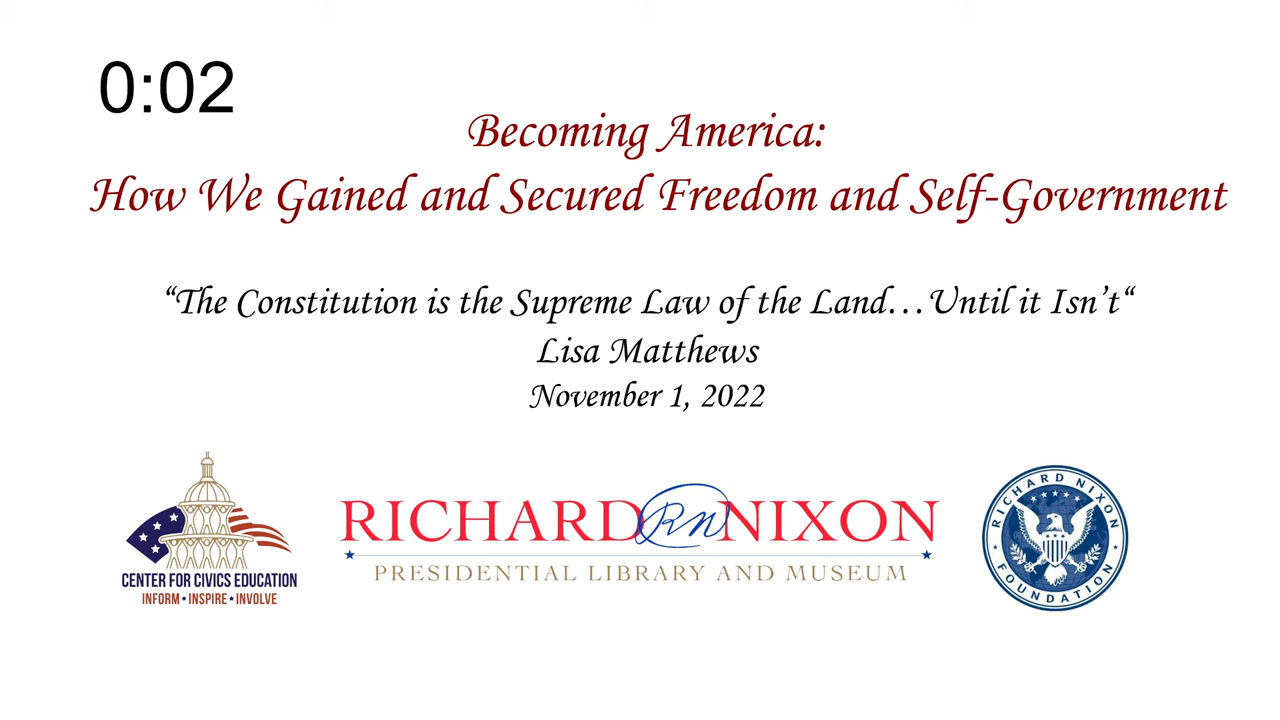 0:02
Becoming America:
How We Gained and Secured Freedom and Self-Government
“The Constitution is the Supreme Law of the Land…Until it Isn’t“
Lisa Matthews
November 1, 2022
CENTER FOR CIVICS EDUCATION
INFORM ★ INSPIRE ★ INVOLVE
RICHARD RN NIXON
PRESIDENTIAL LIBRARY AND MUSEUM
RICHARD NIXON
FOUNDATION